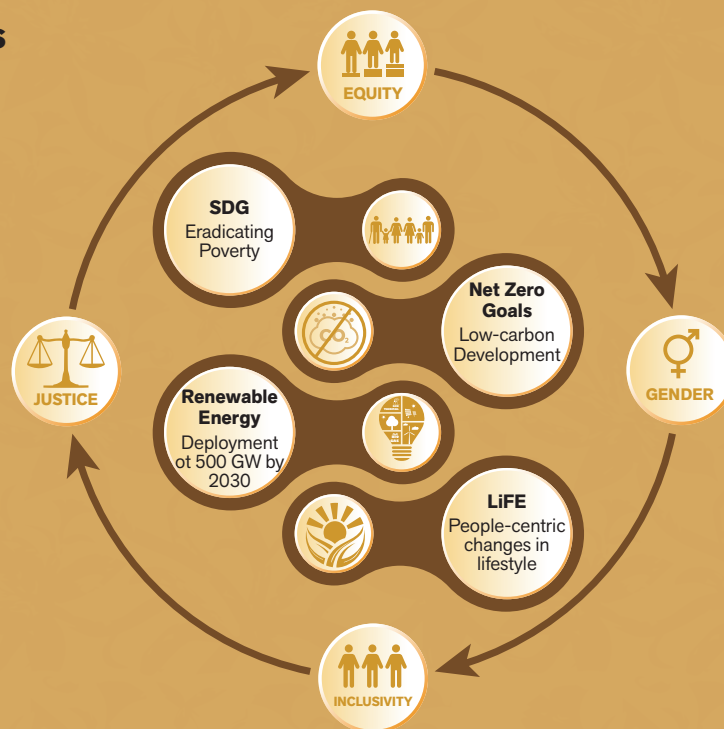 s
EQUITY
SDG
Eradicating
Poverty
Net Zero
Goals
Low-carbon
Development
CO₂
JUSTICE
GENDER
Renewable
Energy
Deployment
ot 500 GW by
2030
LiFE
People-centric
changes in
lifestyle
INCLUSIVITY